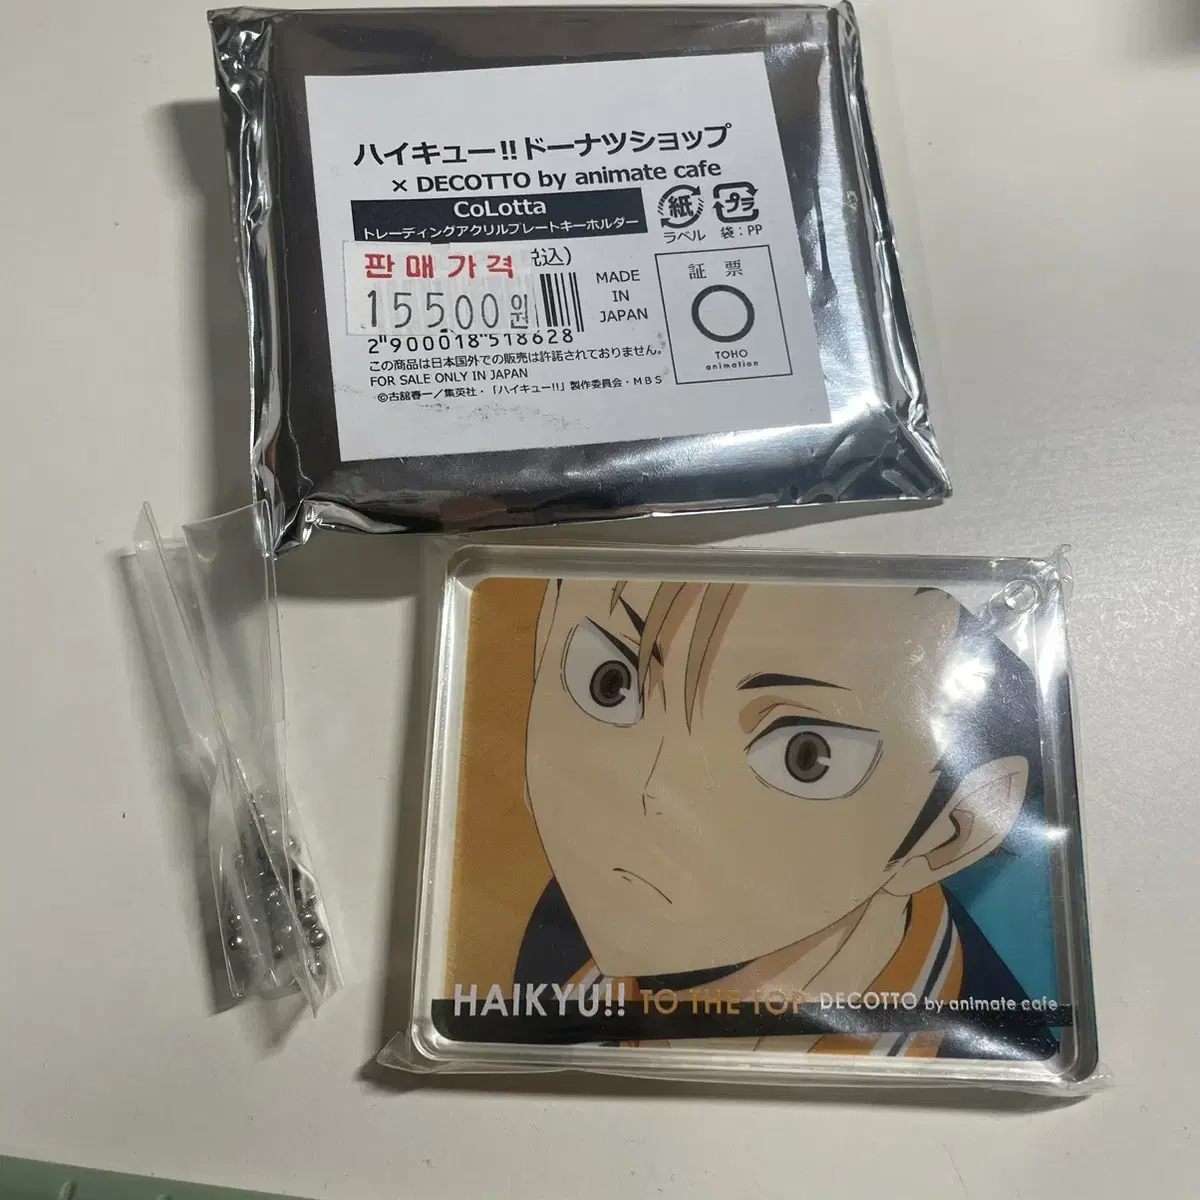 ハイキュー!!ドーナツショップ
× DECOTTO by animate cafe
CoLotta
トレーディングアクリルプレートキーホルダー
紙
ラベル
プラ
袋：PP
판매가격
税込)
15500원
2"900018"518628
MADE
IN
JAPAN
証 票
TOHO
animation
この商品は日本国外での販売は許諾されておりません。
FOR SALE ONLY IN JAPAN
©古舘春一／集英社・「ハイキュー!!」製作委員会・MBS
HAIKYU!! TO THE TOP DECOTTO by animate cafe